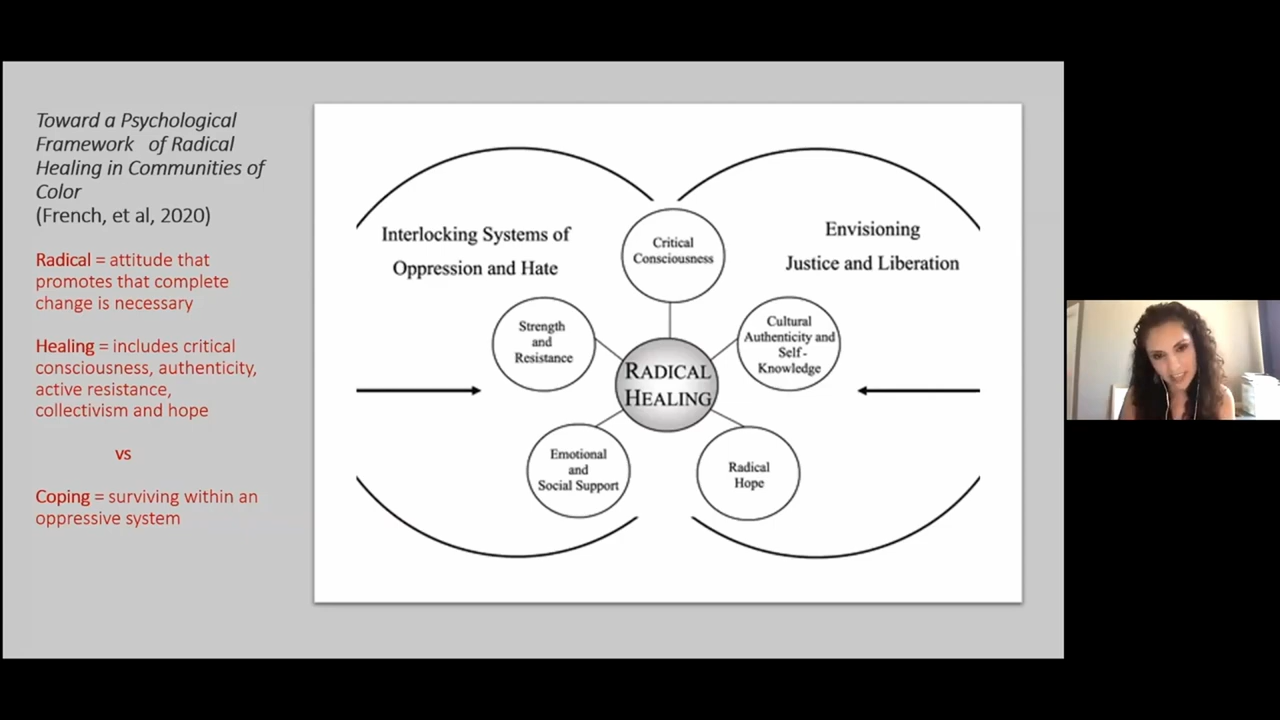 Toward a Psychological
Framework of Radical
Healing in Communities of
Color
(French, et al, 2020)
Radical = attitude that
promotes that complete
change is necessary
Healing = includes critical
consciousness, authenticity,
active resistance,
collectivism and hope
vs
Coping = surviving within an
oppressive system
Interlocking Systems of
Oppression and Hate
Envisioning
Justice and Liberation
Critical
Consciousness
Strength
and
Resistance
Cultural
Authenticity and
Self-
Knowledge
RADICAL
HEALING
Emotional
and
Social Support
Radical
Hope